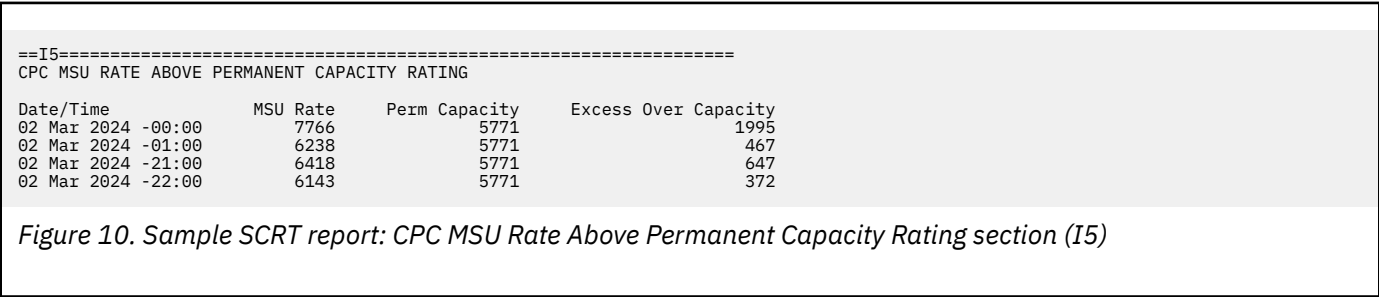 ==I5==================================================================
CPC MSU RATE ABOVE PERMANENT CAPACITY RATING
Date/Time MSU Rate Perm Capacity Excess Over Capacity
02 Mar 2024 -00:00 7766 5771 1995
02 Mar 2024 -01:00 6238 5771 467
02 Mar 2024 -21:00 6418 5771 647
02 Mar 2024 -22:00 6143 5771 372
Figure 10. Sample SCRT report: CPC MSU Rate Above Permanent Capacity Rating section (I5)